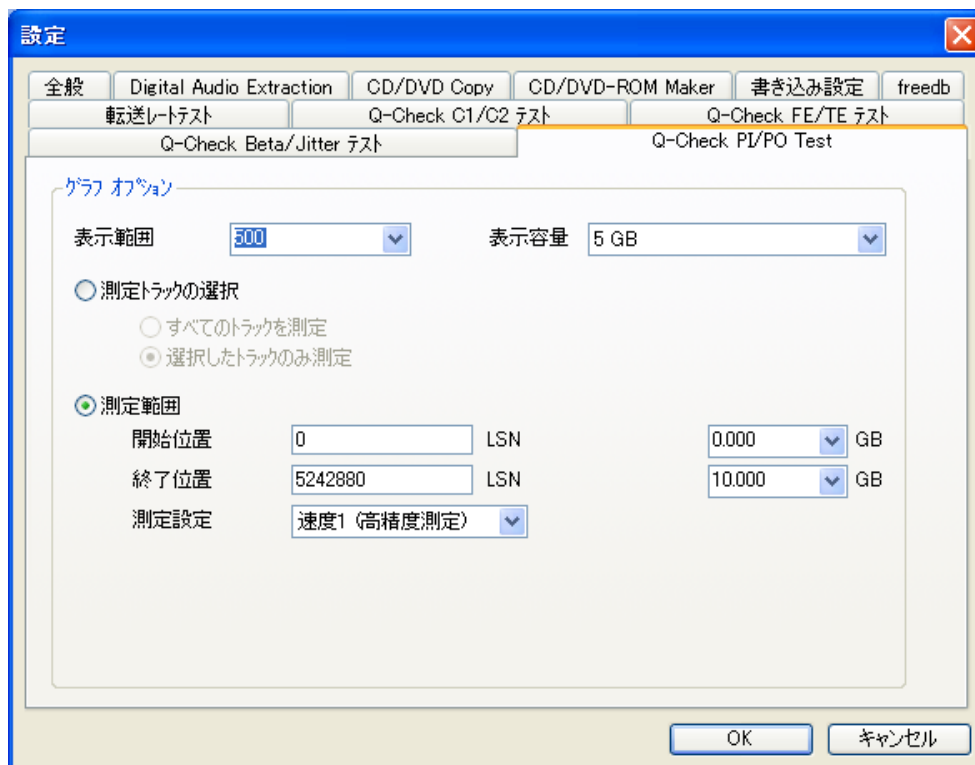 設定
全般 Digital Audio Extraction CD/DVD Copy CD/DVD-ROM Maker 書き込み設定 freedb
転送レートテスト Q-Check C1/C2 テスト Q-Check FE/TE テスト
Q-Check Beta/Jitter テスト Q-Check PI/PO Test
グラフ オプション
表示範囲 500 表示容量 5 GB
測定トラックの選択
すべてのトラックを測定
選択したトラックのみ測定
測定範囲
開始位置 0 LSN 0.000 GB
終了位置 5242880 LSN 10.000 GB
測定設定 速度1 (高精度測定)
OK キャンセル